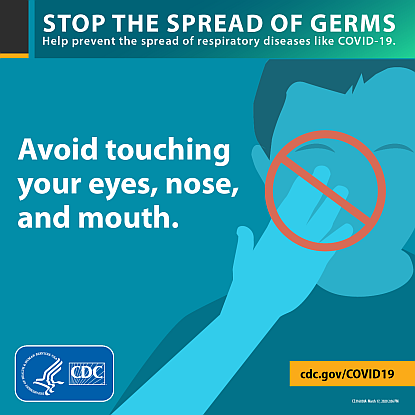 STOP THE SPREAD OF GERMS
Help prevent the spread of respiratory diseases like COVID-19.
Avoid touching
your eyes, nose,
and mouth.
CDC
cdc.gov/COVID19